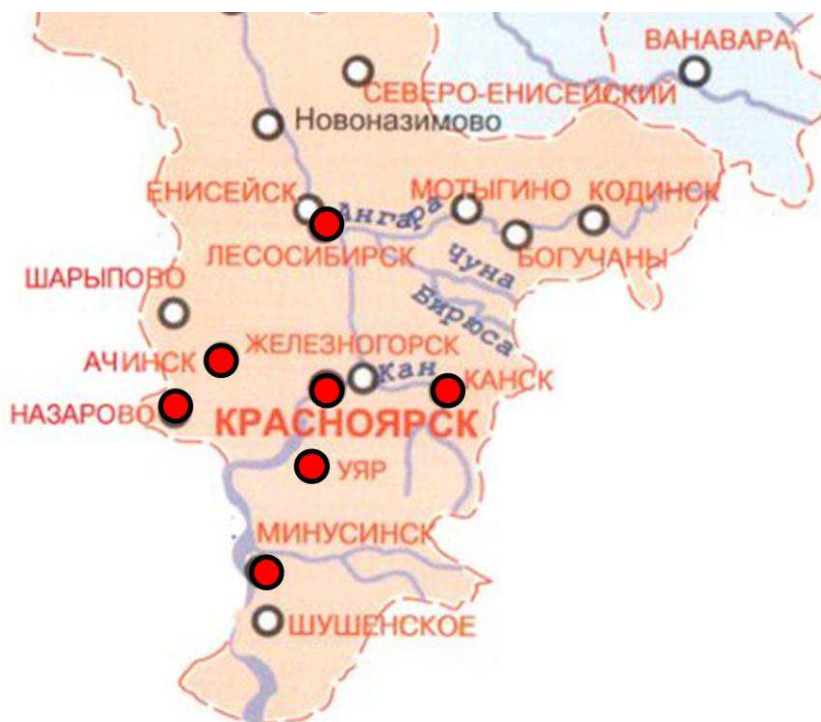 ВАНАВАРА
СЕВЕРО-ЕНИСЕЙСКИЙ
Новоназимово
ЕНИСЕЙСК
МОТЫГИНО
КОДИНСК
Ангара
ЛЕСОСИБИРСК
БОГУЧАНЫ
Чуна
ШАРЫПОВО
Бирюса
ЖЕЛЕЗНОГОРСК
АЧИНСК
Кан
КАНСК
НАЗАРОВО
КРАСНОЯРСК
УЯР
МИНУСИНСК
ШУШЕНСКОЕ